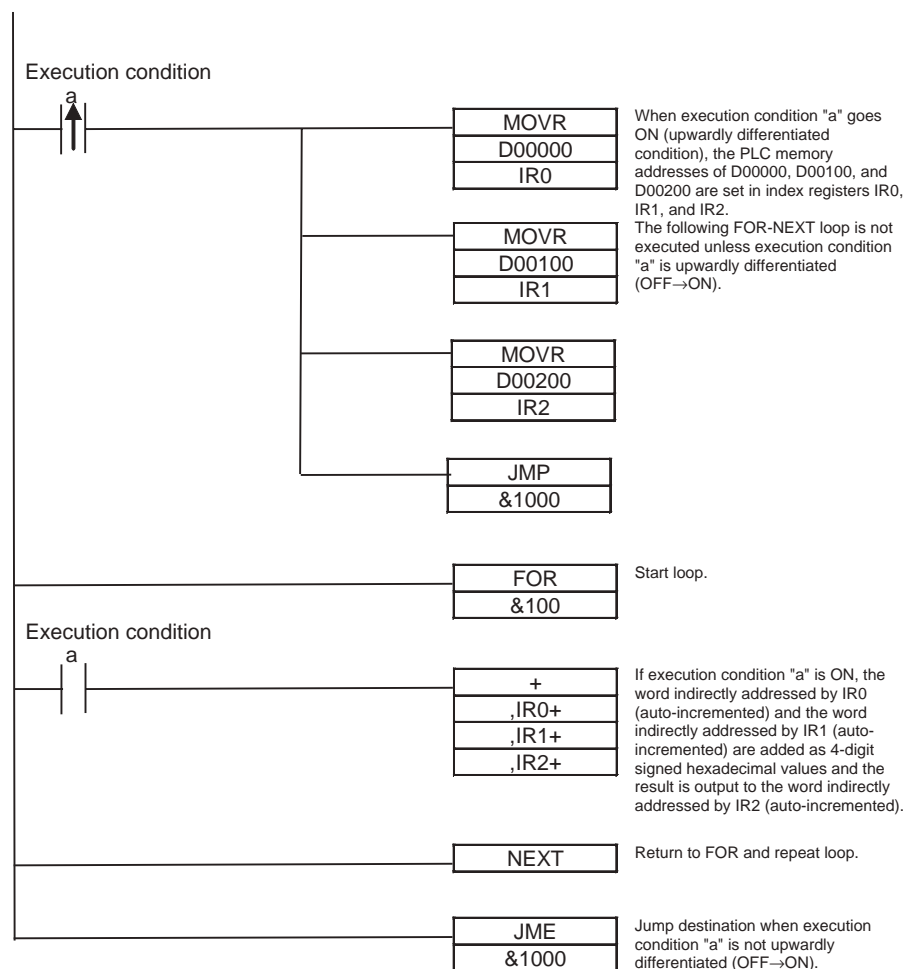 Execution condition
a
MOVR
D00000
IR0
When execution condition "a" goes
ON (upwardly differentiated
condition), the PLC memory
addresses of D00000, D00100, and
D00200 are set in index registers IR0,
IR1, and IR2.
The following FOR-NEXT loop is not
executed unless execution condition
"a" is upwardly differentiated
(OFF→ON).
MOVR
D00100
IR1
MOVR
D00200
IR2
JMP
&1000
FOR
&100
Start loop.
Execution condition
a
+
,IR0+
,IR1+
,IR2+
If execution condition "a" is ON, the
word indirectly addressed by IR0
(auto-incremented) and the word
indirectly addressed by IR1 (auto-
incremented) are added as 4-digit
signed hexadecimal values and the
result is output to the word indirectly
addressed by IR2 (auto-incremented).
NEXT
Return to FOR and repeat loop.
JME
&1000
Jump destination when execution
condition "a" is not upwardly
differentiated (OFF→ON).